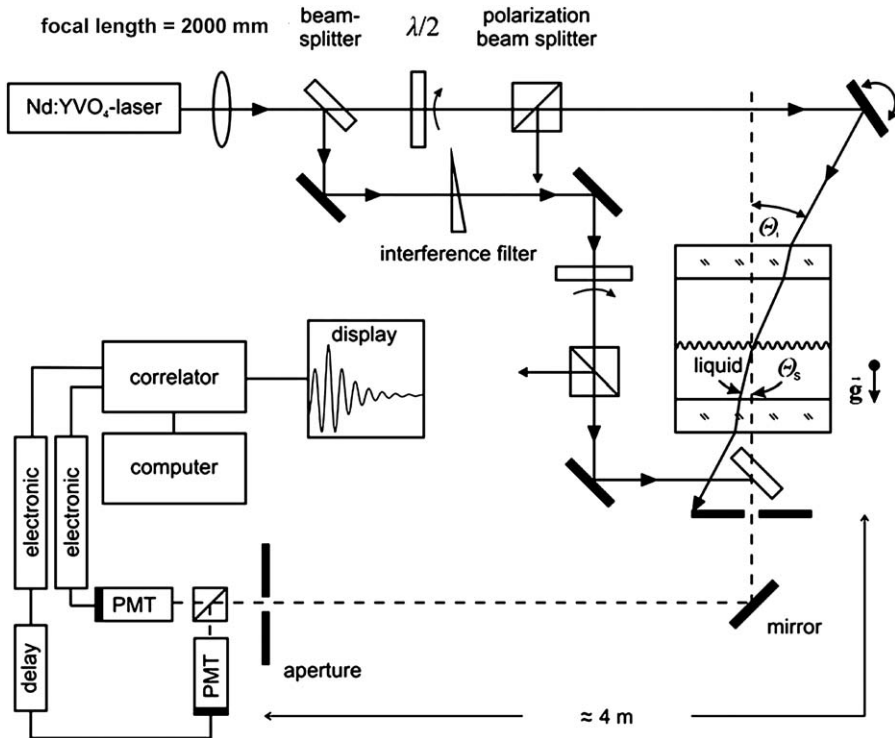 focal length = 2000 mm
beam-
splitter
λ/2
polarization
beam splitter
Nd:YVO₄-laser
interference filter
Θᵢ
display
correlator
liquid
Θₛ
g
computer
electronic
electronic
PMT
mirror
delay
PMT
aperture
≈ 4 m